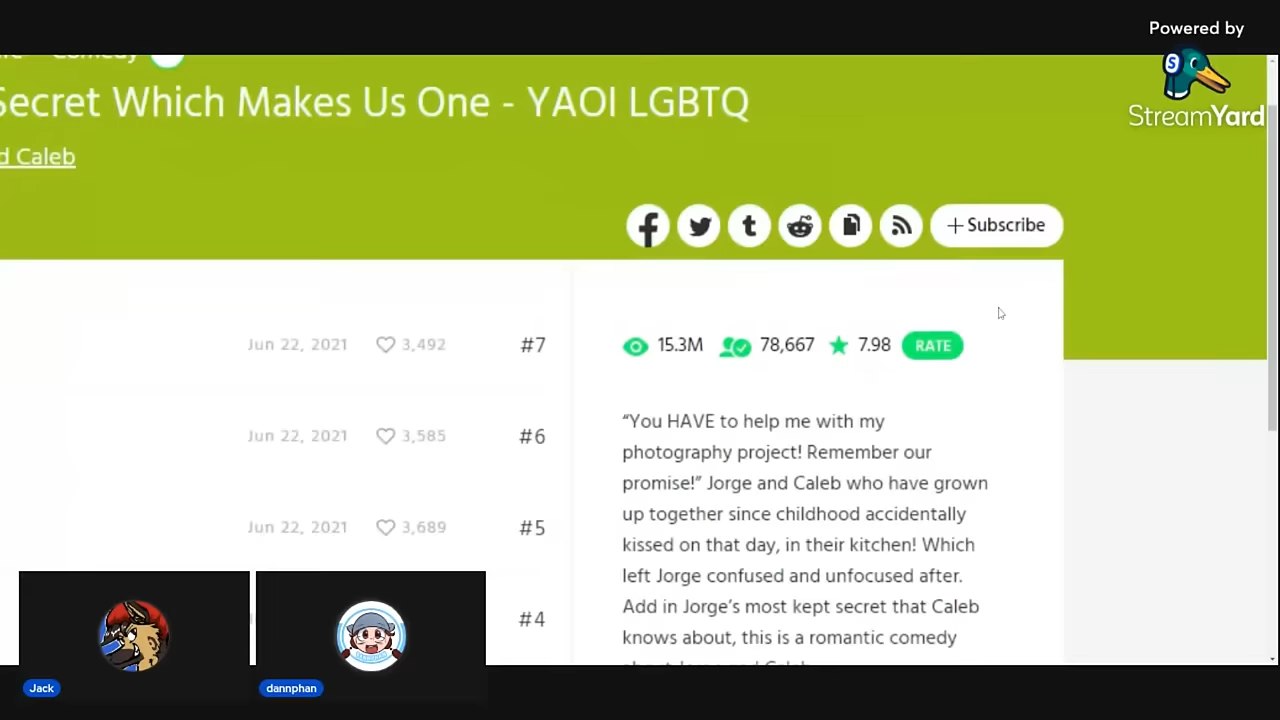 Powered by
StreamYard
Comedy
Secret Which Makes Us One - YAOI LGBTQ
d Caleb
+ Subscribe
Jun 22, 2021 3,492 #7
Jun 22, 2021 3,585 #6
Jun 22, 2021 3,689 #5
#4
15.3M 78,667 7.98 RATE
“You HAVE to help me with my
photography project! Remember our
promise!” Jorge and Caleb who have grown
up together since childhood accidentally
kissed on that day, in their kitchen! Which
left Jorge confused and unfocused after.
Add in Jorge’s most kept secret that Caleb
knows about, this is a romantic comedy
Jack
dannphan